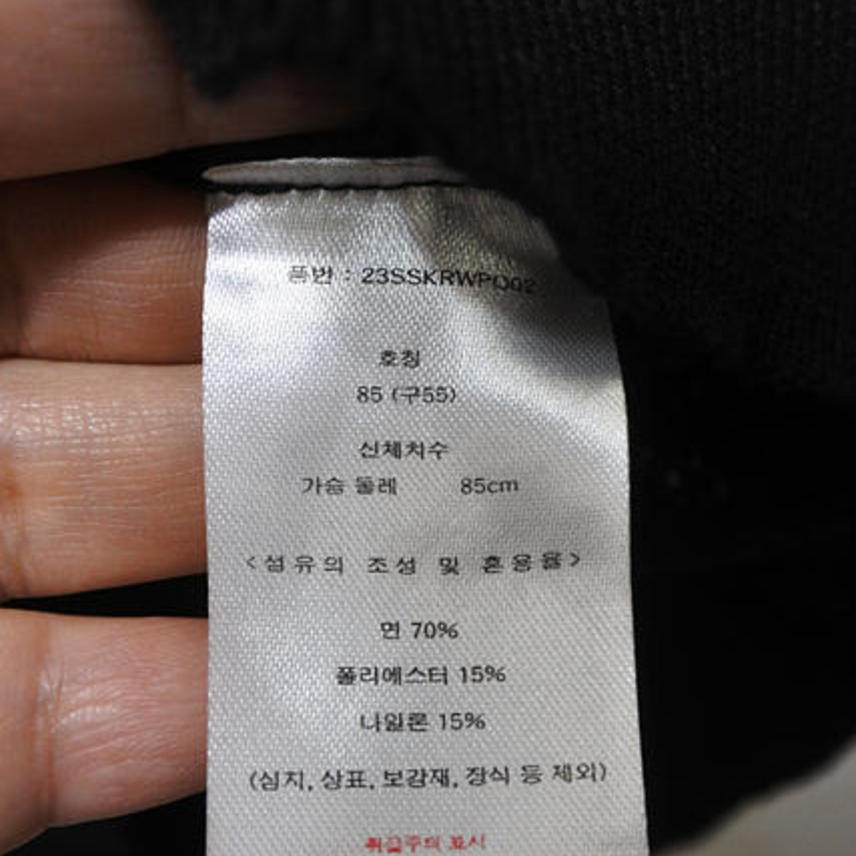 품번 : 23SSKRWPO02
호칭
85 (구55)
신체치수
가슴 둘레 85cm
<섬유의 조성 및 혼용율>
면 70%
폴리에스터 15%
나일론 15%
(심지, 상표, 보강재, 장식 등 제외)
취급주의 표시